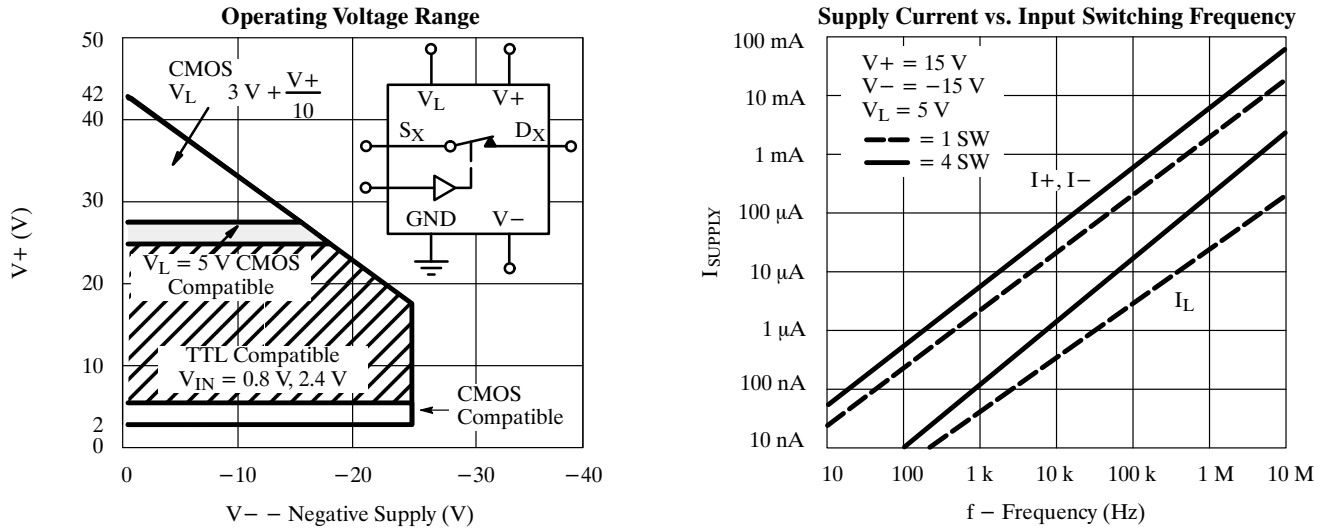 Operating Voltage Range
50
42
40
30
20
10
2
0
V+ (V)
CMOS
V_L
3 V + V+/10
V_L
V+
S_X
D_X
GND
V−
V_L = 5 V CMOS
Compatible
TTL Compatible
V_IN = 0.8 V, 2.4 V
CMOS
Compatible
0
−10
−20
−30
−40
V− − Negative Supply (V)
Supply Current vs. Input Switching Frequency
100 mA
10 mA
1 mA
100 μA
10 μA
1 μA
100 nA
10 nA
I_SUPPLY
V+ = 15 V
V− = −15 V
V_L = 5 V
= 1 SW
= 4 SW
I+, I−
I_L
10
100
1 k
10 k
100 k
1 M
10 M
f − Frequency (Hz)